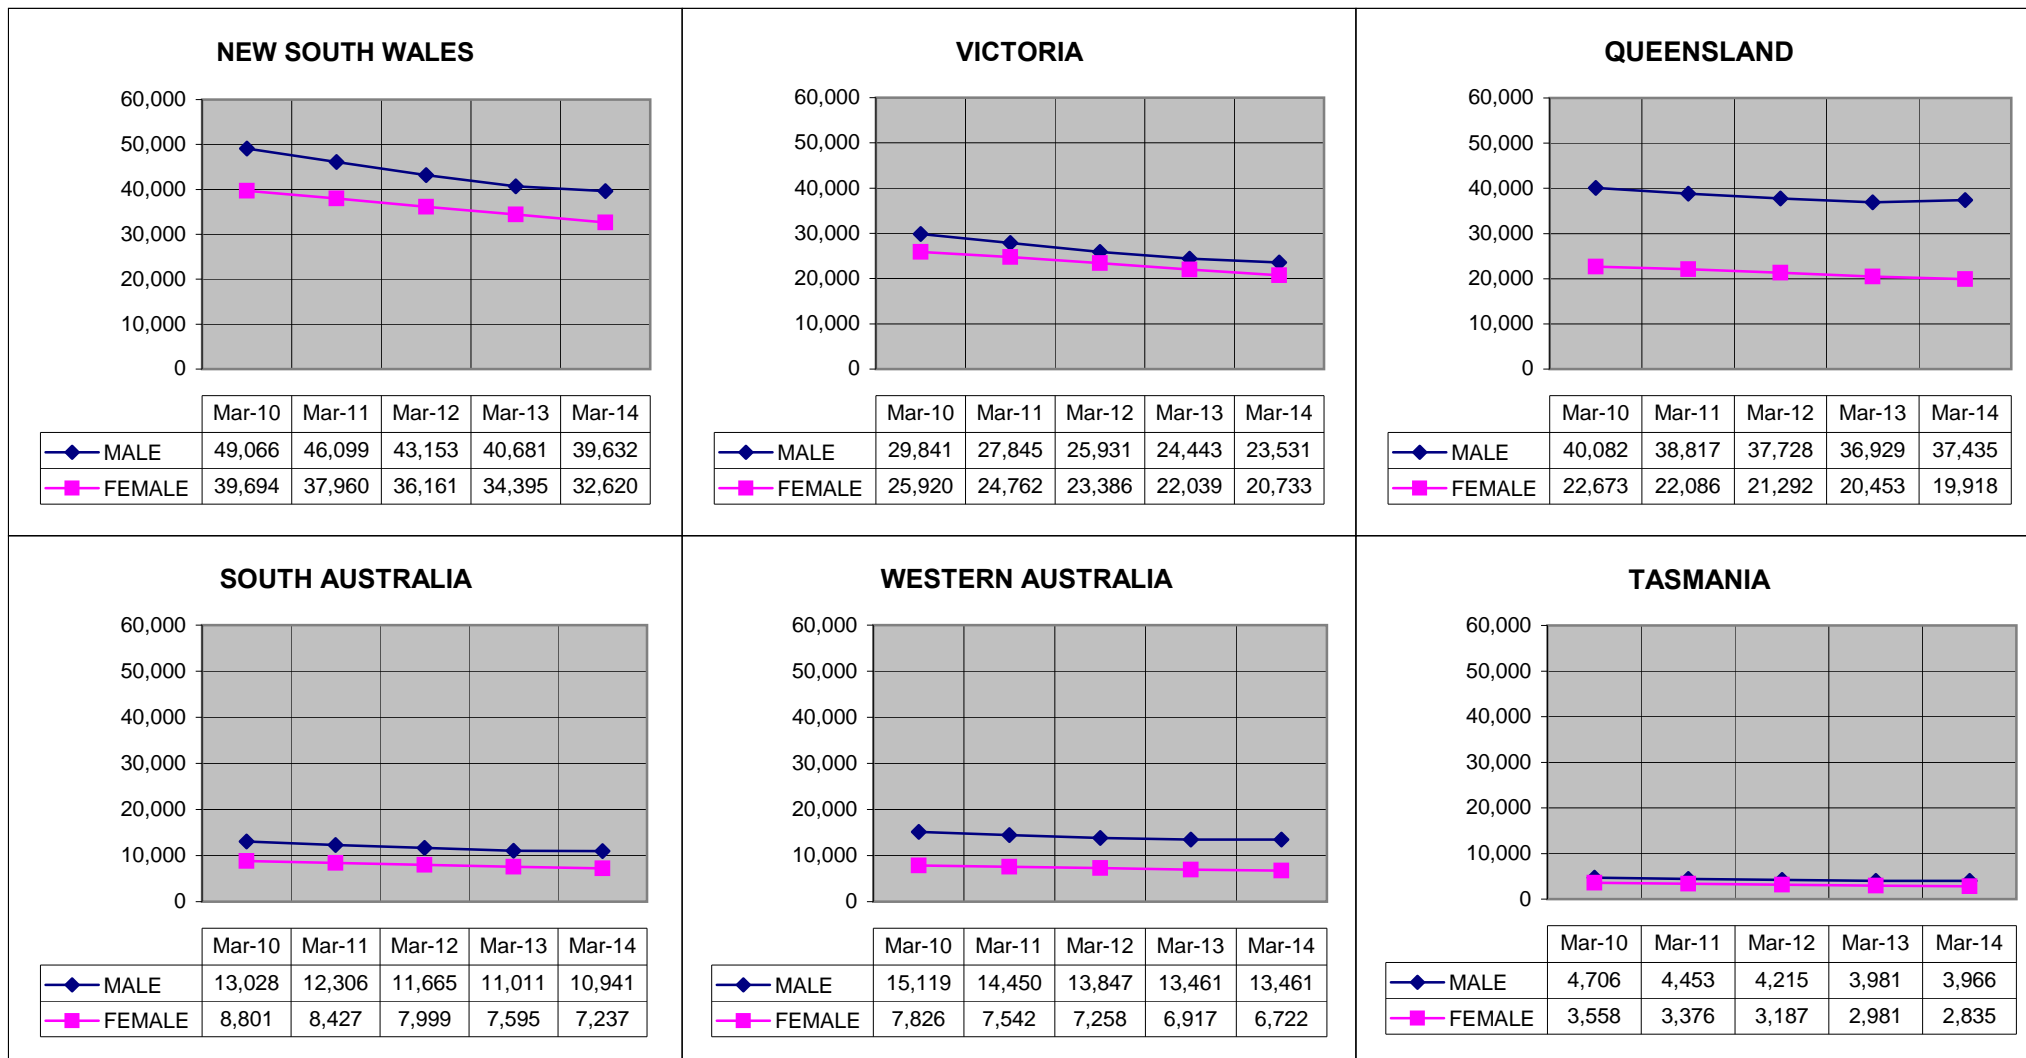 NEW SOUTH WALES
60,000
50,000
40,000
30,000
20,000
10,000
0
Mar-10 Mar-11 Mar-12 Mar-13 Mar-14
MALE 49,066 46,099 43,153 40,681 39,632
FEMALE 39,694 37,960 36,161 34,395 32,620
VICTORIA
60,000
50,000
40,000
30,000
20,000
10,000
0
Mar-10 Mar-11 Mar-12 Mar-13 Mar-14
MALE 29,841 27,845 25,931 24,443 23,531
FEMALE 25,920 24,762 23,386 22,039 20,733
QUEENSLAND
60,000
50,000
40,000
30,000
20,000
10,000
0
Mar-10 Mar-11 Mar-12 Mar-13 Mar-14
MALE 40,082 38,817 37,728 36,929 37,435
FEMALE 22,673 22,086 21,292 20,453 19,918
SOUTH AUSTRALIA
60,000
50,000
40,000
30,000
20,000
10,000
0
Mar-10 Mar-11 Mar-12 Mar-13 Mar-14
MALE 13,028 12,306 11,665 11,011 10,941
FEMALE 8,801 8,427 7,999 7,595 7,237
WESTERN AUSTRALIA
60,000
50,000
40,000
30,000
20,000
10,000
0
Mar-10 Mar-11 Mar-12 Mar-13 Mar-14
MALE 15,119 14,450 13,847 13,461 13,461
FEMALE 7,826 7,542 7,258 6,917 6,722
TASMANIA
60,000
50,000
40,000
30,000
20,000
10,000
0
Mar-10 Mar-11 Mar-12 Mar-13 Mar-14
MALE 4,706 4,453 4,215 3,981 3,966
FEMALE 3,558 3,376 3,187 2,981 2,835